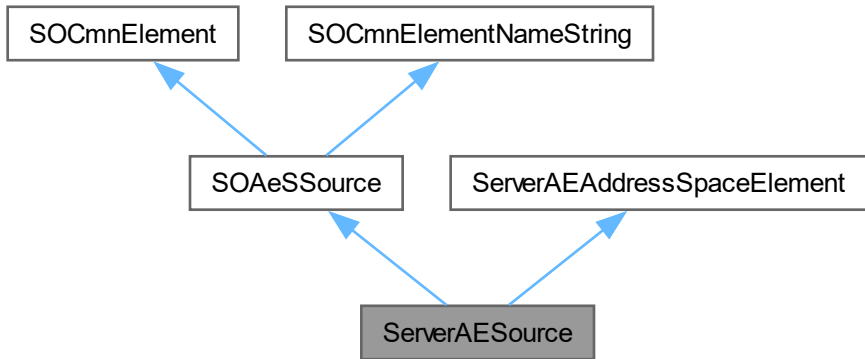 SOCmnElement
SOCmnElementNameString
SOAeSSource
ServerAEAddressSpaceElement
ServerAESource